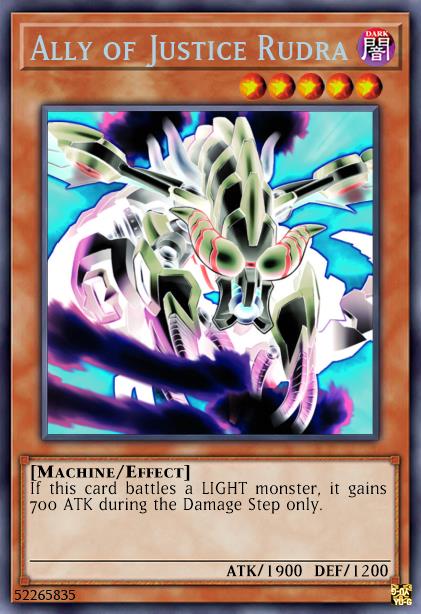 Ally of Justice Rudra
DARK
闇
[Machine/Effect]
If this card battles a LIGHT monster, it gains
700 ATK during the Damage Step only.
ATK/1900 DEF/1200
52265835